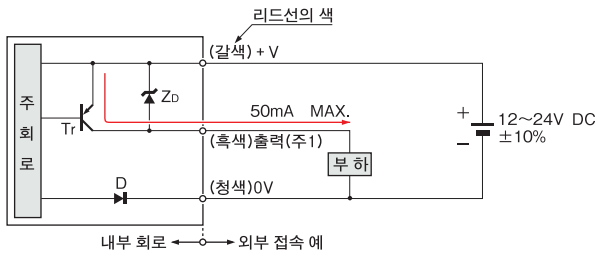 리드선의 색
(갈색) + V
주 회 로
ZD
Tr
50mA MAX.
(흑색)출력(주1)
+
12~24V DC
±10%
−
부 하
D
(청색)0V
내부 회로
외부 접속 예